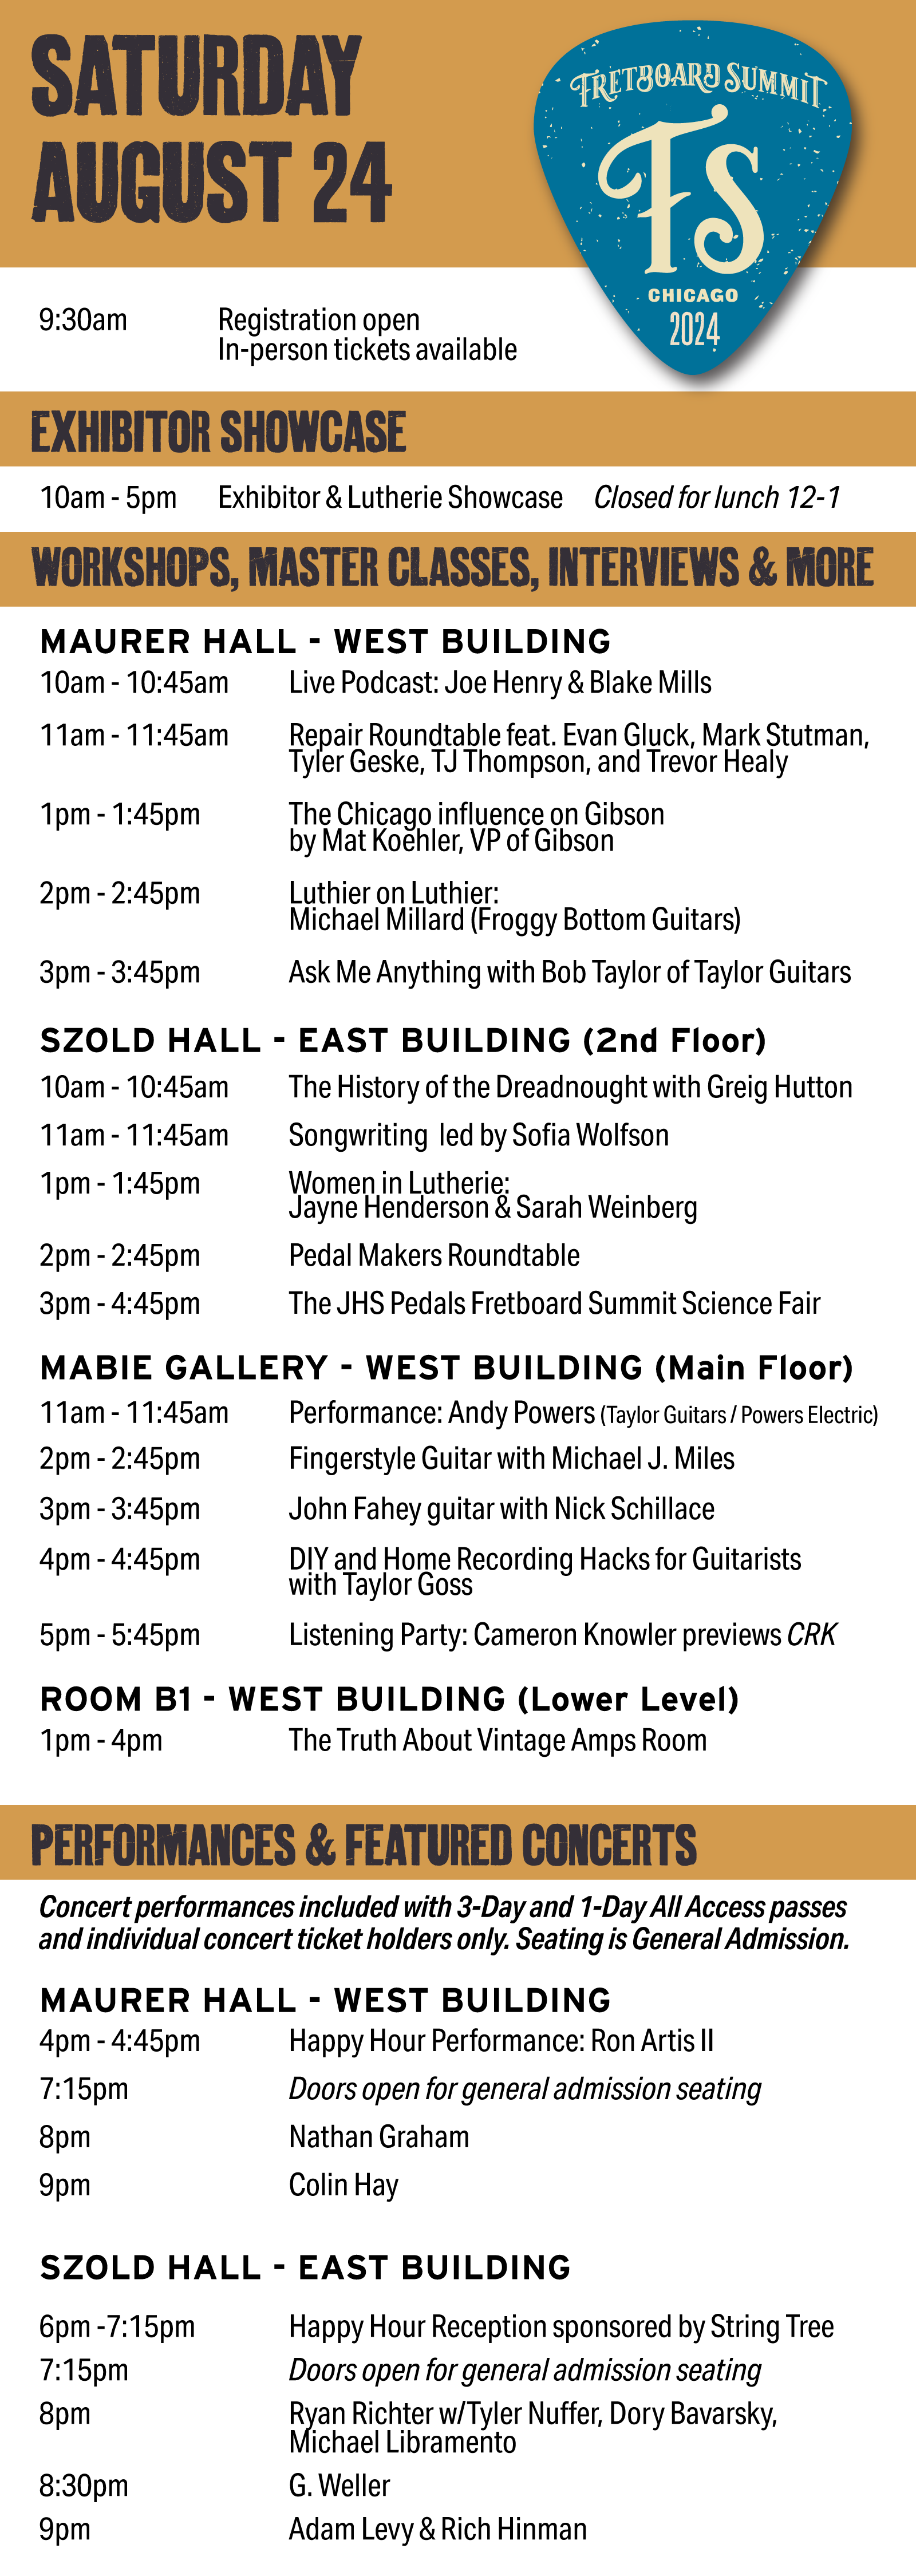 SATURDAY
AUGUST 24
FRETBOARD SUMMIT
FS
CHICAGO
2024
9:30am Registration open
In-person tickets available
EXHIBITOR SHOWCASE
10am - 5pm Exhibitor & Lutherie Showcase Closed for lunch 12-1
WORKSHOPS, MASTER CLASSES, INTERVIEWS & MORE
MAURER HALL - WEST BUILDING
10am - 10:45am Live Podcast: Joe Henry & Blake Mills
11am - 11:45am Repair Roundtable feat. Evan Gluck, Mark Stutman,
Tyler Geske, TJ Thompson, and Trevor Healy
1pm - 1:45pm The Chicago influence on Gibson
by Mat Koehler, VP of Gibson
2pm - 2:45pm Luthier on Luthier:
Michael Millard (Froggy Bottom Guitars)
3pm - 3:45pm Ask Me Anything with Bob Taylor of Taylor Guitars
SZOLD HALL - EAST BUILDING (2nd Floor)
10am - 10:45am The History of the Dreadnought with Greig Hutton
11am - 11:45am Songwriting led by Sofia Wolfson
1pm - 1:45pm Women in Lutherie:
Jayne Henderson & Sarah Weinberg
2pm - 2:45pm Pedal Makers Roundtable
3pm - 4:45pm The JHS Pedals Fretboard Summit Science Fair
MABIE GALLERY - WEST BUILDING (Main Floor)
11am - 11:45am Performance: Andy Powers (Taylor Guitars / Powers Electric)
2pm - 2:45pm Fingerstyle Guitar with Michael J. Miles
3pm - 3:45pm John Fahey guitar with Nick Schillace
4pm - 4:45pm DIY and Home Recording Hacks for Guitarists
with Taylor Goss
5pm - 5:45pm Listening Party: Cameron Knowler previews CRK
ROOM B1 - WEST BUILDING (Lower Level)
1pm - 4pm The Truth About Vintage Amps Room
PERFORMANCES & FEATURED CONCERTS
Concert performances included with 3-Day and 1-Day All Access passes
and individual concert ticket holders only. Seating is General Admission.
MAURER HALL - WEST BUILDING
4pm - 4:45pm Happy Hour Performance: Ron Artis II
7:15pm Doors open for general admission seating
8pm Nathan Graham
9pm Colin Hay
SZOLD HALL - EAST BUILDING
6pm -7:15pm Happy Hour Reception sponsored by String Tree
7:15pm Doors open for general admission seating
8pm Ryan Richter w/Tyler Nuffer, Dory Bavarsky,
Michael Libramento
8:30pm G. Weller
9pm Adam Levy & Rich Hinman